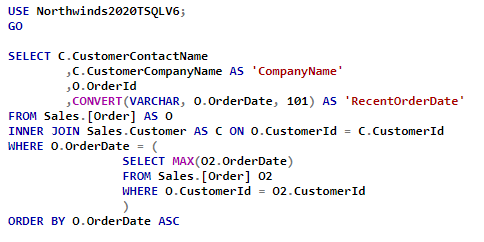 USE Northwinds2020TSQLV6;
GO
SELECT C.CustomerContactName
,C.CustomerCompanyName AS 'CompanyName'
,O.OrderId
,CONVERT(VARCHAR, O.OrderDate, 101) AS 'RecentOrderDate'
FROM Sales.[Order] AS O
INNER JOIN Sales.Customer AS C ON O.CustomerId = C.CustomerId
WHERE O.OrderDate = (
SELECT MAX(O2.OrderDate)
FROM Sales.[Order] O2
WHERE O.CustomerId = O2.CustomerId
)
ORDER BY O.OrderDate ASC